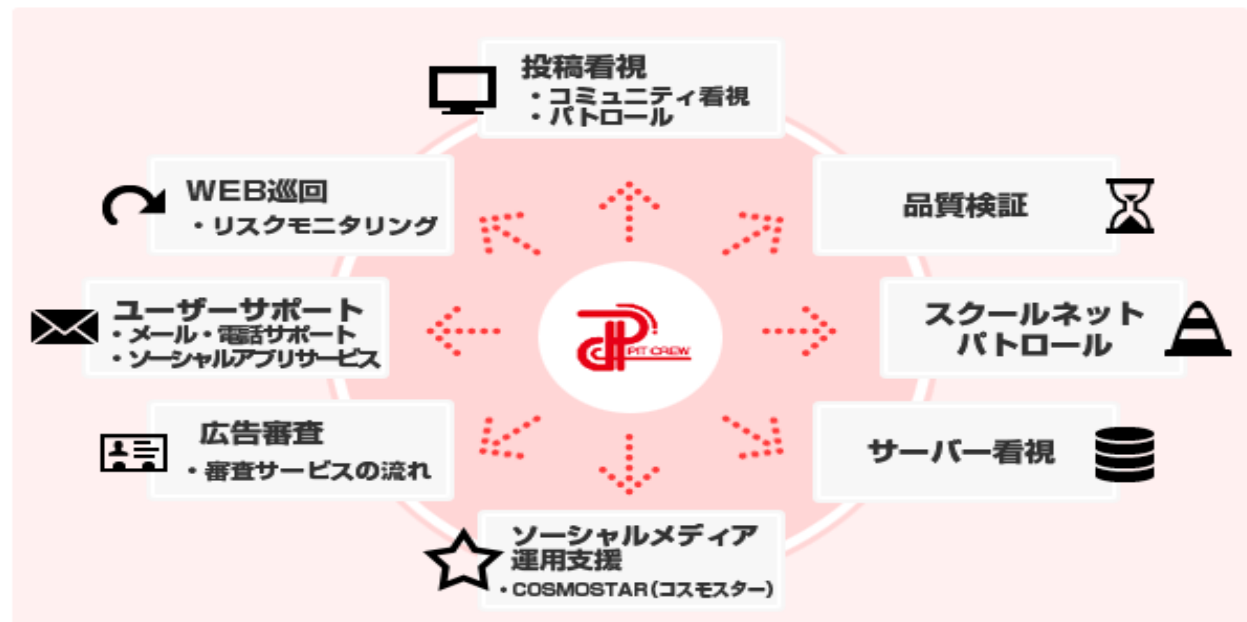 投稿看視
・コミュニティ看視
・パトロール
WEB巡回
・リスクモニタリング
品質検証
ユーザーサポート
・メール・電話サポート
・ソーシャルアプリサービス
PIT CREW
スクールネット
パトロール
広告審査
・審査サービスの流れ
サーバー看視
ソーシャルメディア
運用支援
・COSMOSTAR(コスモスター)